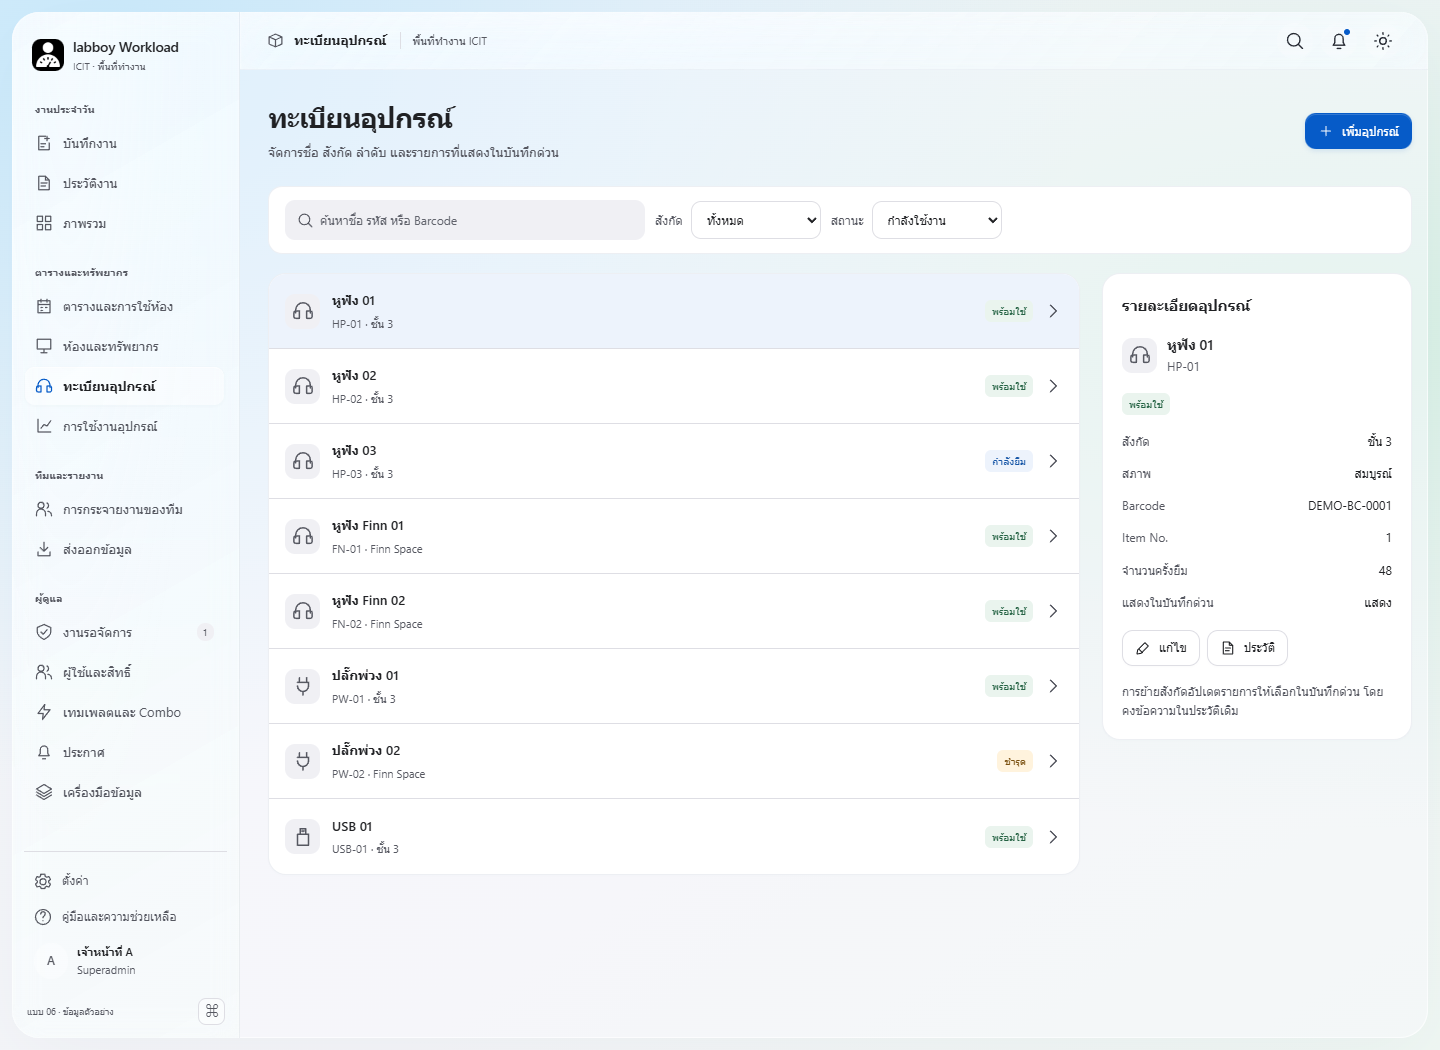 labboy Workload
ICIT · พื้นที่ทำงาน
งานประจำวัน
บันทึกงาน
ประวัติงาน
ภาพรวม
ตารางและทรัพยากร
ตารางและการใช้ห้อง
ห้องและทรัพยากร
ทะเบียนอุปกรณ์
การใช้งานอุปกรณ์
ทีมและรายงาน
การกระจายงานของทีม
ส่งออกข้อมูล
ผู้ดูแล
งานรอจัดการ 1
ผู้ใช้และสิทธิ์
เทมเพลตและ Combo
ประกาศ
เครื่องมือข้อมูล
ตั้งค่า
คู่มือและความช่วยเหลือ
A
เจ้าหน้าที่ A
Superadmin
แบบ 06 · ข้อมูลตัวอย่าง
⌘
ทะเบียนอุปกรณ์ พื้นที่ทำงาน ICIT
ทะเบียนอุปกรณ์
จัดการชื่อ สังกัด ลำดับ และรายการที่แสดงในบันทึกด่วน
เพิ่มอุปกรณ์
ค้นหาชื่อ รหัส หรือ Barcode สังกัด ทั้งหมด สถานะ กำลังใช้งาน
หูฟัง 01
HP-01 · ชั้น 3
พร้อมใช้
หูฟัง 02
HP-02 · ชั้น 3
พร้อมใช้
หูฟัง 03
HP-03 · ชั้น 3
กำลังยืม
หูฟัง Finn 01
FN-01 · Finn Space
พร้อมใช้
หูฟัง Finn 02
FN-02 · Finn Space
พร้อมใช้
ปลั๊กพ่วง 01
PW-01 · ชั้น 3
พร้อมใช้
ปลั๊กพ่วง 02
PW-02 · Finn Space
ชำรุด
USB 01
USB-01 · ชั้น 3
พร้อมใช้
รายละเอียดอุปกรณ์
หูฟัง 01
HP-01
พร้อมใช้
สังกัด ชั้น 3
สภาพ สมบูรณ์
Barcode DEMO-BC-0001
Item No. 1
จำนวนครั้งยืม 48
แสดงในบันทึกด่วน แสดง
แก้ไข ประวัติ
การย้ายสังกัดอัปเดตรายการให้เลือกในบันทึกด่วน โดย
คงข้อความในประวัติเดิม